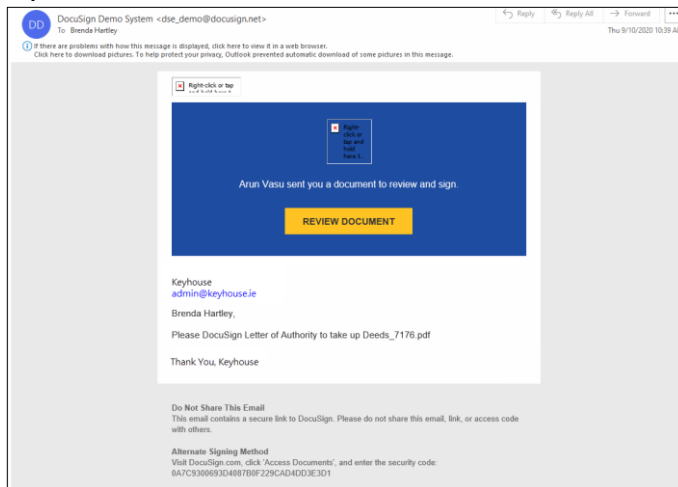 DD
DocuSign Demo System <dse_demo@docusign.net>
To Brenda Hartley
Reply
Reply All
Forward
Thu 9/10/2020 10:39 A
If there are problems with how this message is displayed, click here to view it in a web browser.
Click here to download pictures. To help protect your privacy, Outlook prevented automatic download of some pictures in this message.
Right-click or tap
and hold here t
Right-
click or
tap and
hold
here t...
Arun Vasu sent you a document to review and sign.
REVIEW DOCUMENT
Keyhouse
admin@keyhouse.ie
Brenda Hartley,
Please DocuSign Letter of Authority to take up Deeds_7176.pdf
Thank You, Keyhouse
Do Not Share This Email
This email contains a secure link to DocuSign. Please do not share this email, link, or access code
with others.
Alternate Signing Method
Visit DocuSign.com, click 'Access Documents', and enter the security code:
0A7C9300693D4087B0F229CAD4DD3E3D1